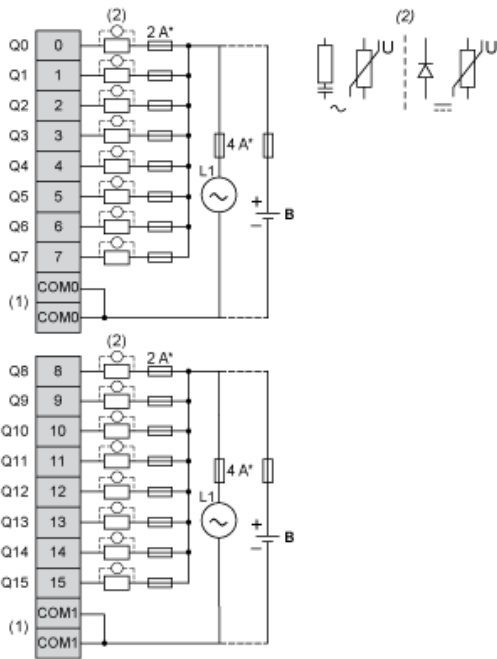 (2)
(2)
2 A*
Q0 0
U
U
Q1 1
Q2 2
~
Q3 3
4 A*
Q4 4
L1
Q5 5
~
+
B
−
Q6 6
Q7 7
COM0
(1)
COM0
(2)
2 A*
Q8 8
Q9 9
Q10 10
Q11 11
4 A*
Q12 12
L1
Q13 13
~
+
B
−
Q14 14
Q15 15
COM1
(1)
COM1